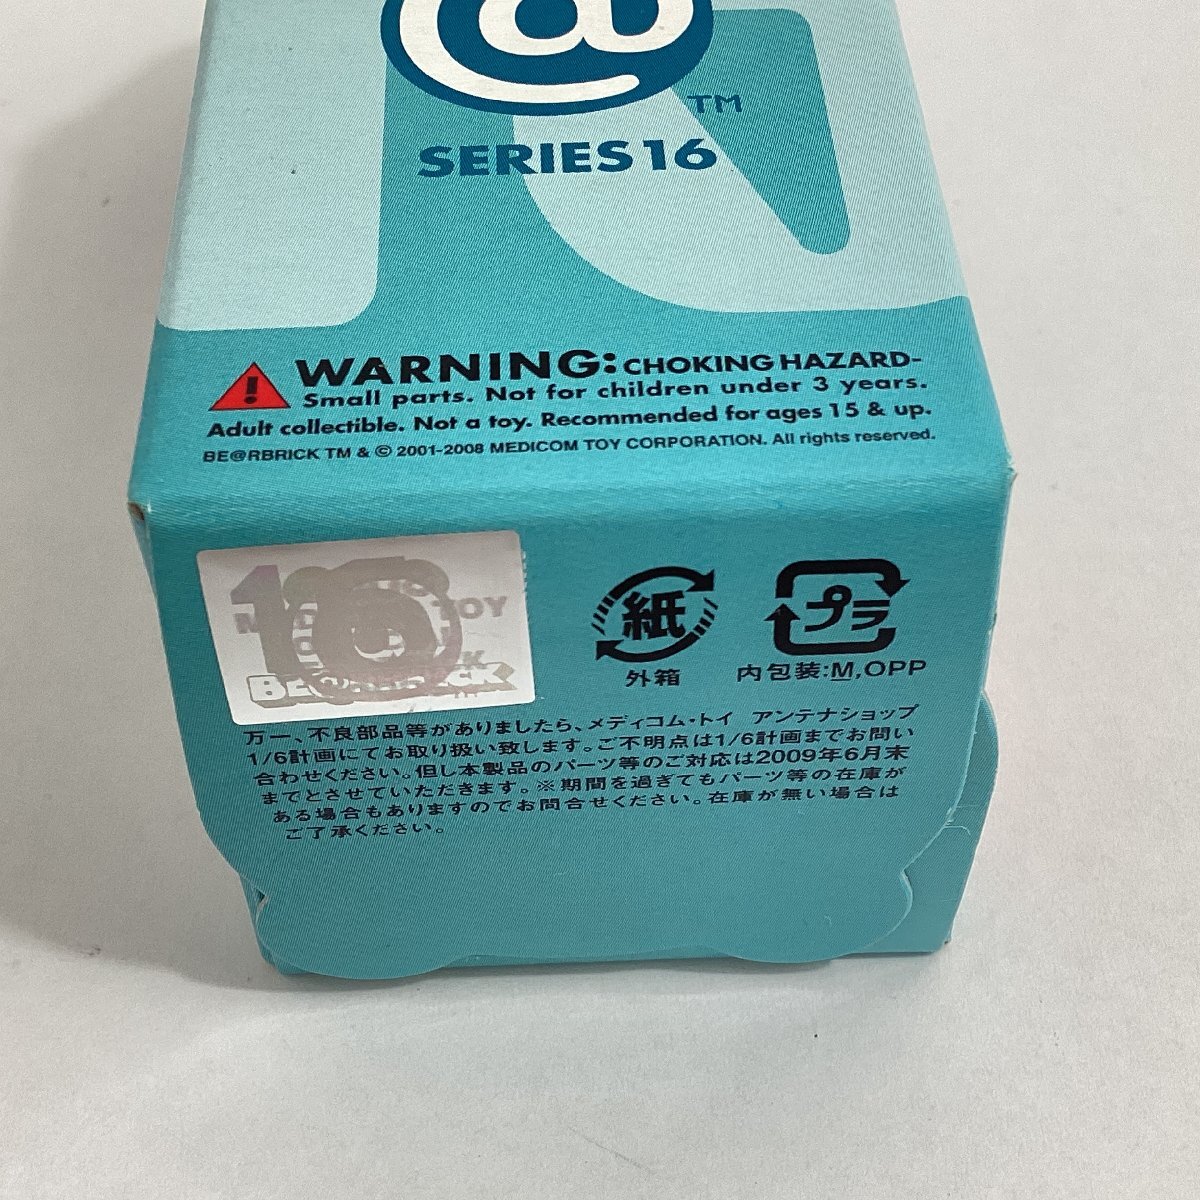 @
TM
SERIES 16
WARNING: CHOKING HAZARD-
Small parts. Not for children under 3 years.
Adult collectible. Not a toy. Recommended for ages 15 & up.
BE@RBRICK TM & © 2001-2008 MEDICOM TOY CORPORATION. All rights reserved.
紙
外箱
プラ
内包装:M,OPP
万一、不良部品等がありましたら、メディコム・トイ アンテナショップ
1/6計画にてお取り扱い致します。ご不明点は1/6計画までお問い
合わせください。但し本製品のパーツ等のご対応は2009年6月末
までとさせていただきます。※期間を過ぎてもパーツ等の在庫が
ある場合もありますのでお問合せください。在庫が無い場合は
ご了承ください。